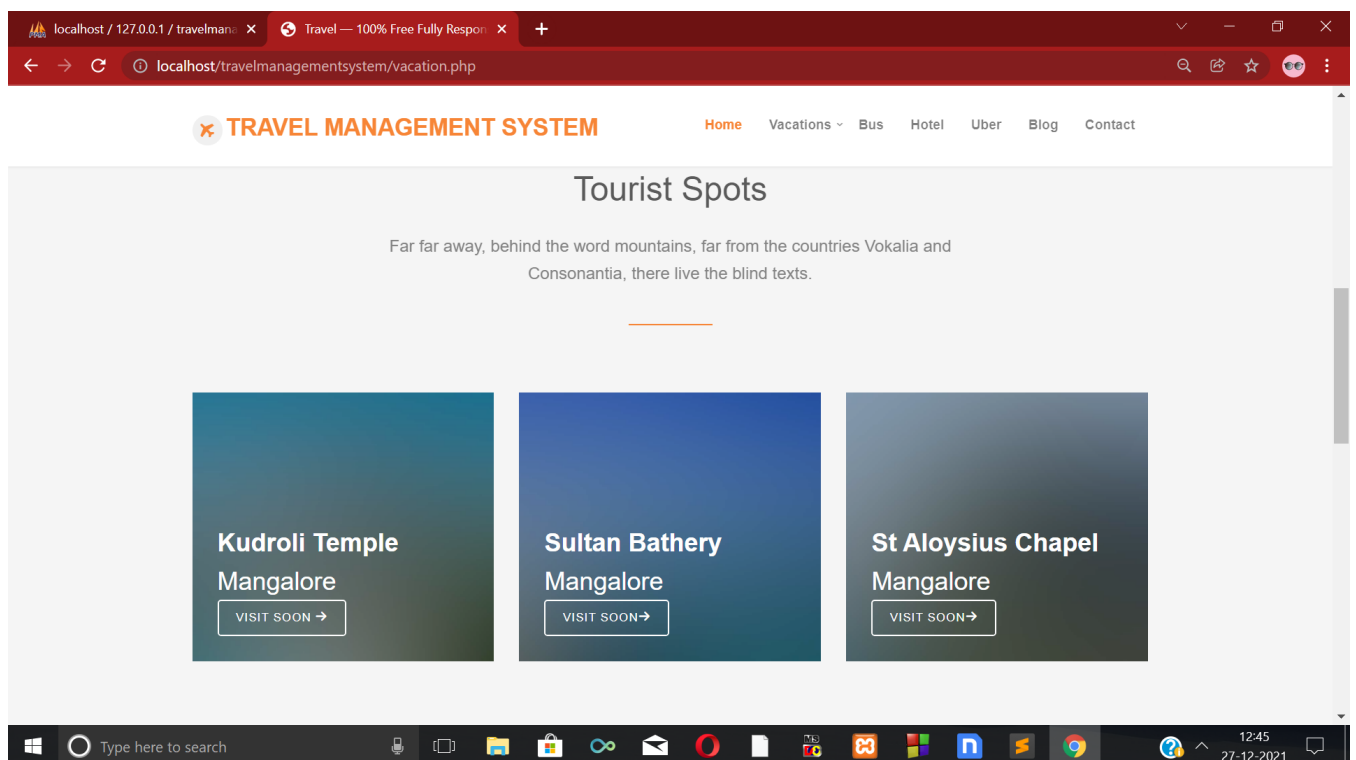 localhost / 127.0.0.1 / travelmana
Travel — 100% Free Fully Respon
localhost/travelmanagementsystem/vacation.php
TRAVEL MANAGEMENT SYSTEM
Home Vacations Bus Hotel Uber Blog Contact
Tourist Spots
Far far away, behind the word mountains, far from the countries Vokalia and
Consonantia, there live the blind texts.
Kudroli Temple
Mangalore
VISIT SOON →
Sultan Bathery
Mangalore
VISIT SOON→
St Aloysius Chapel
Mangalore
VISIT SOON→
Type here to search
12:45
27-12-2021